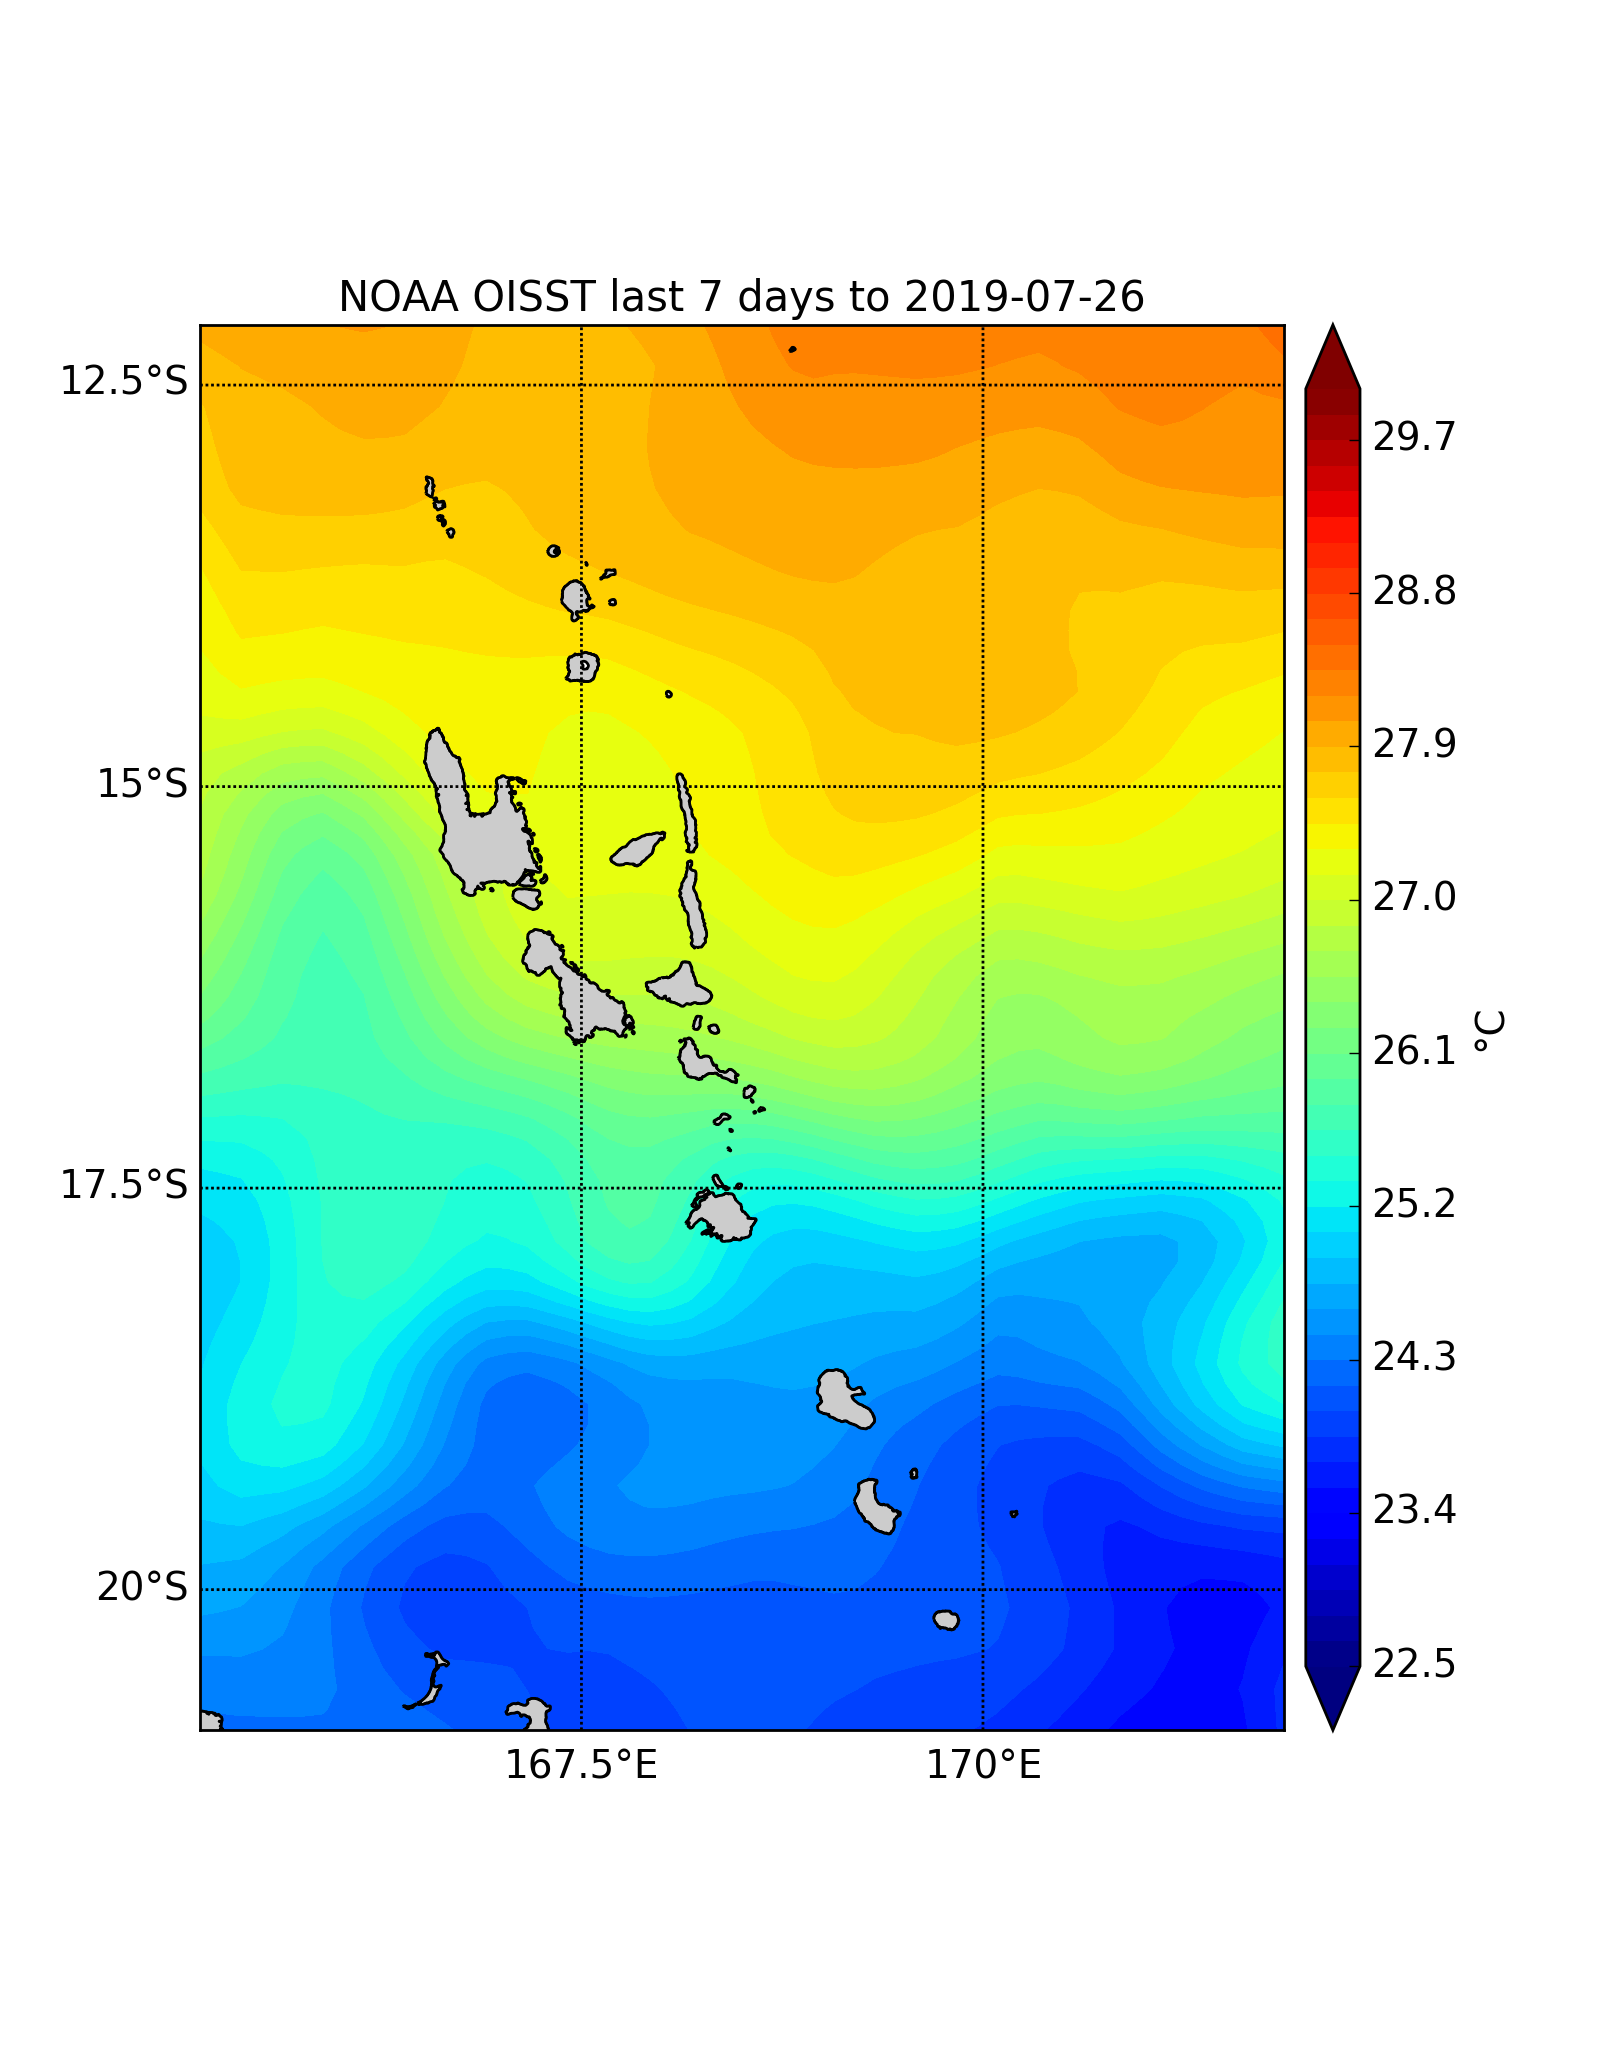 NOAA OISST last 7 days to 2019-07-26
12.5°S
15°S
17.5°S
20°S
167.5°E
170°E
29.7
28.8
27.9
27.0
26.1
25.2
24.3
23.4
22.5
°C